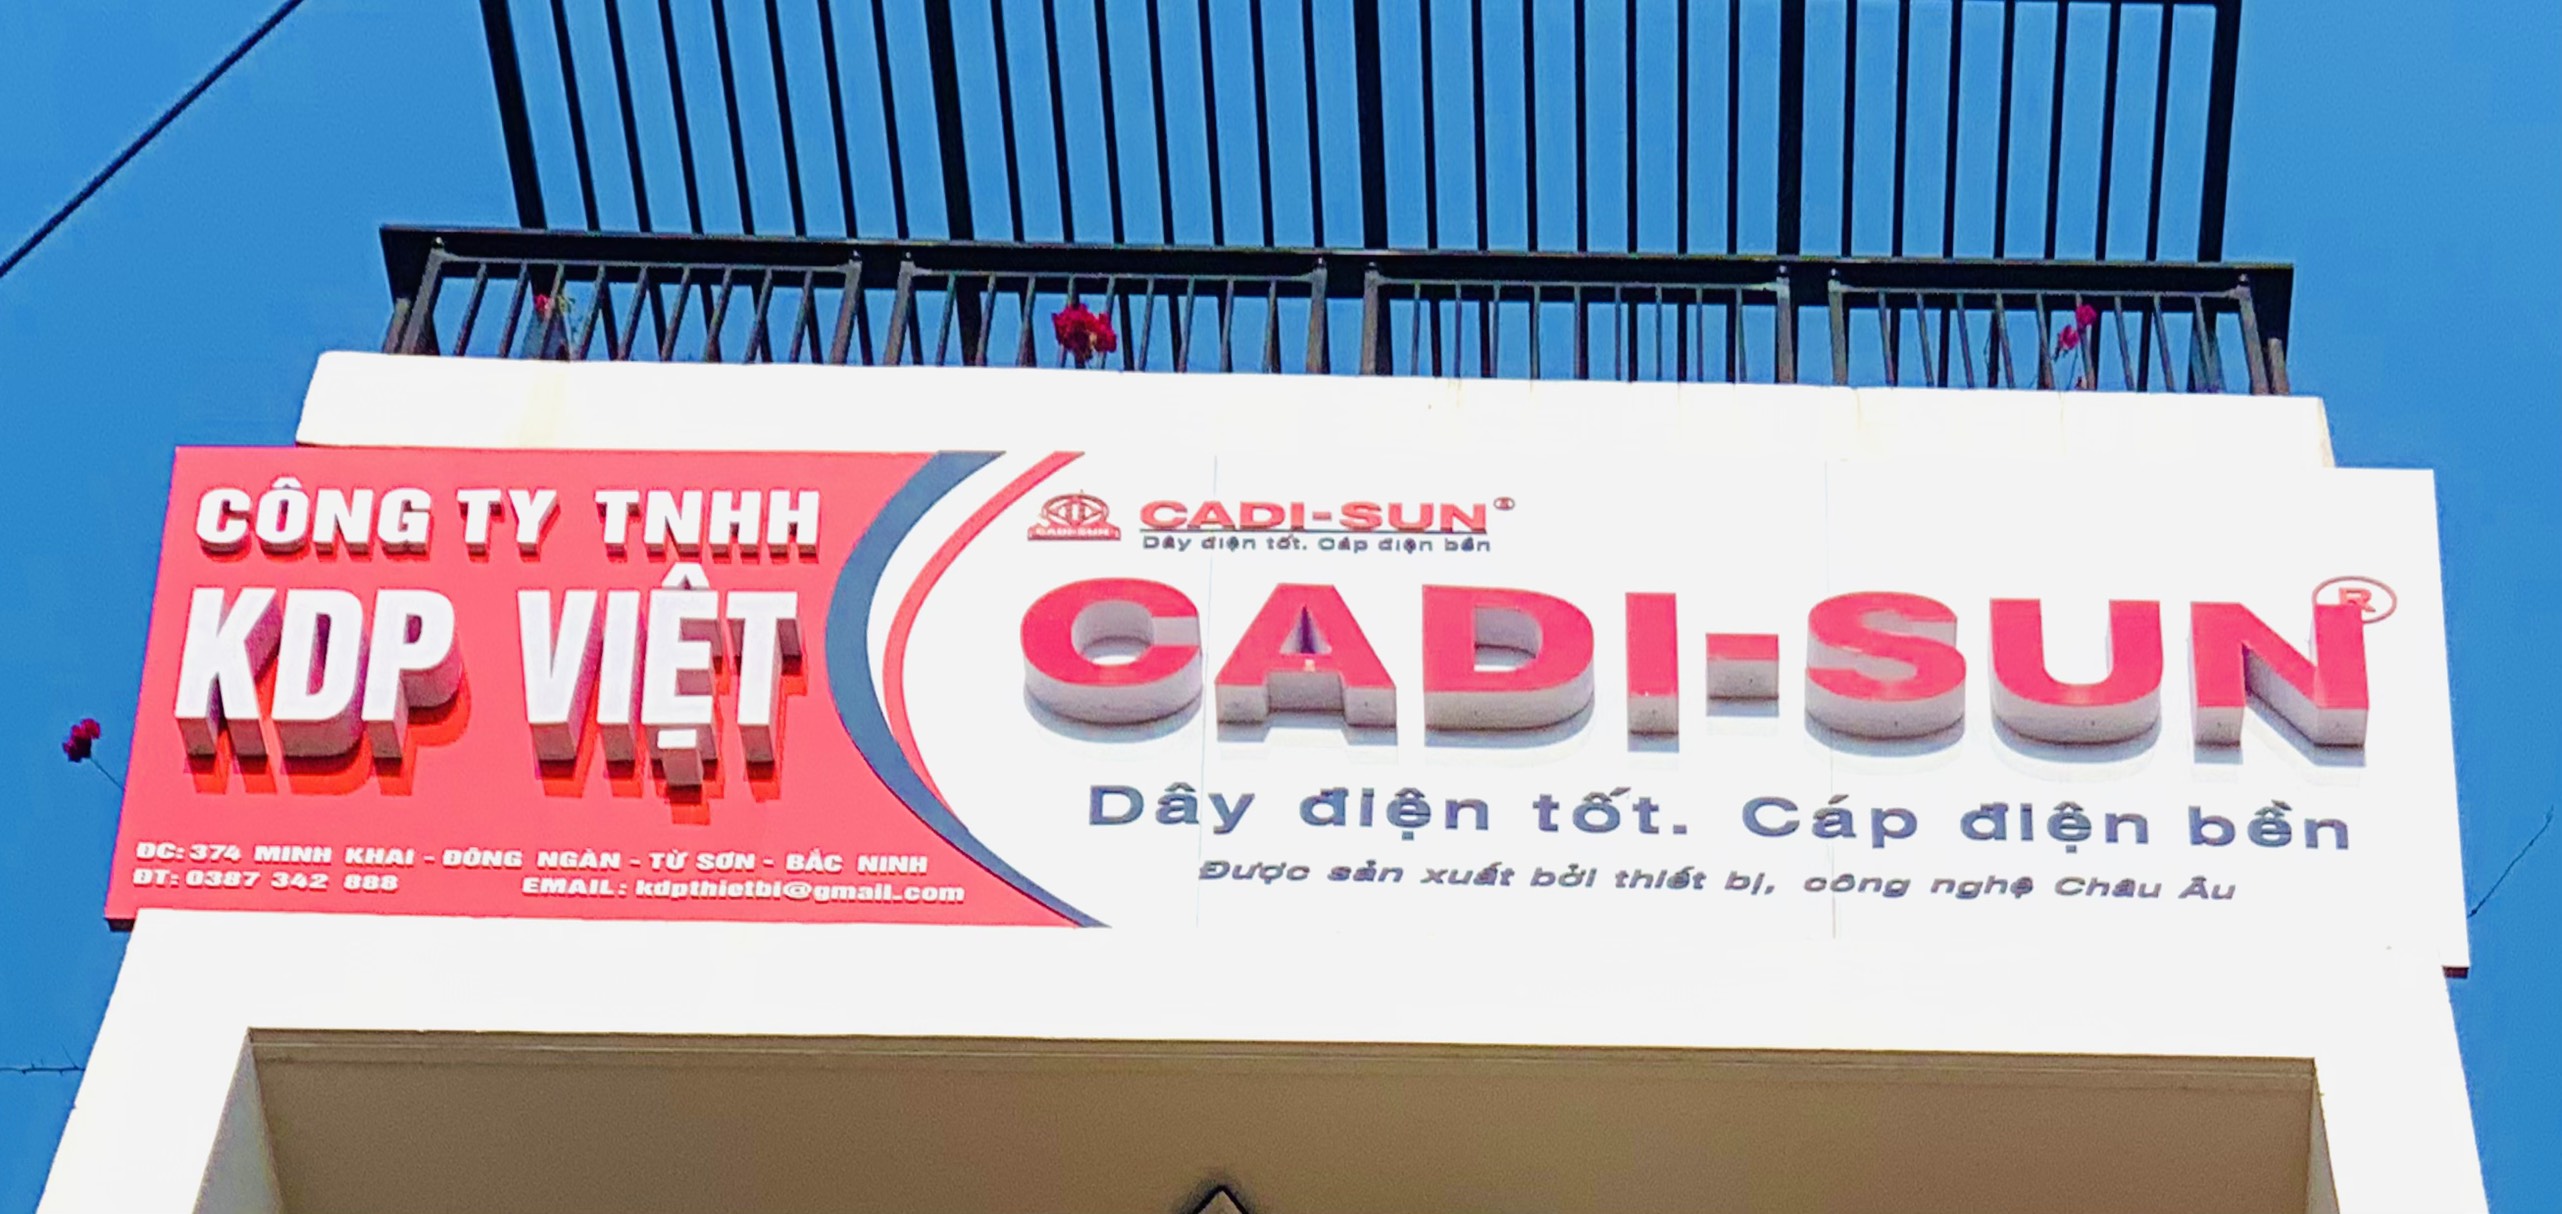 CÔNG TY TNHH
KDP VIỆT
ĐC: 374 MINH KHAI - ĐÔNG NGÀN - TỪ SƠN - BẮC NINH
ĐT: 0387 342 888
EMAIL: kdpthietbi@gmail.com
CADI-SUN
CADI-SUN®
Dây điện tốt. Cáp điện bền
CADI-SUN®
Dây điện tốt. Cáp điện bền
Được sản xuất bởi thiết bị, công nghệ Châu Âu